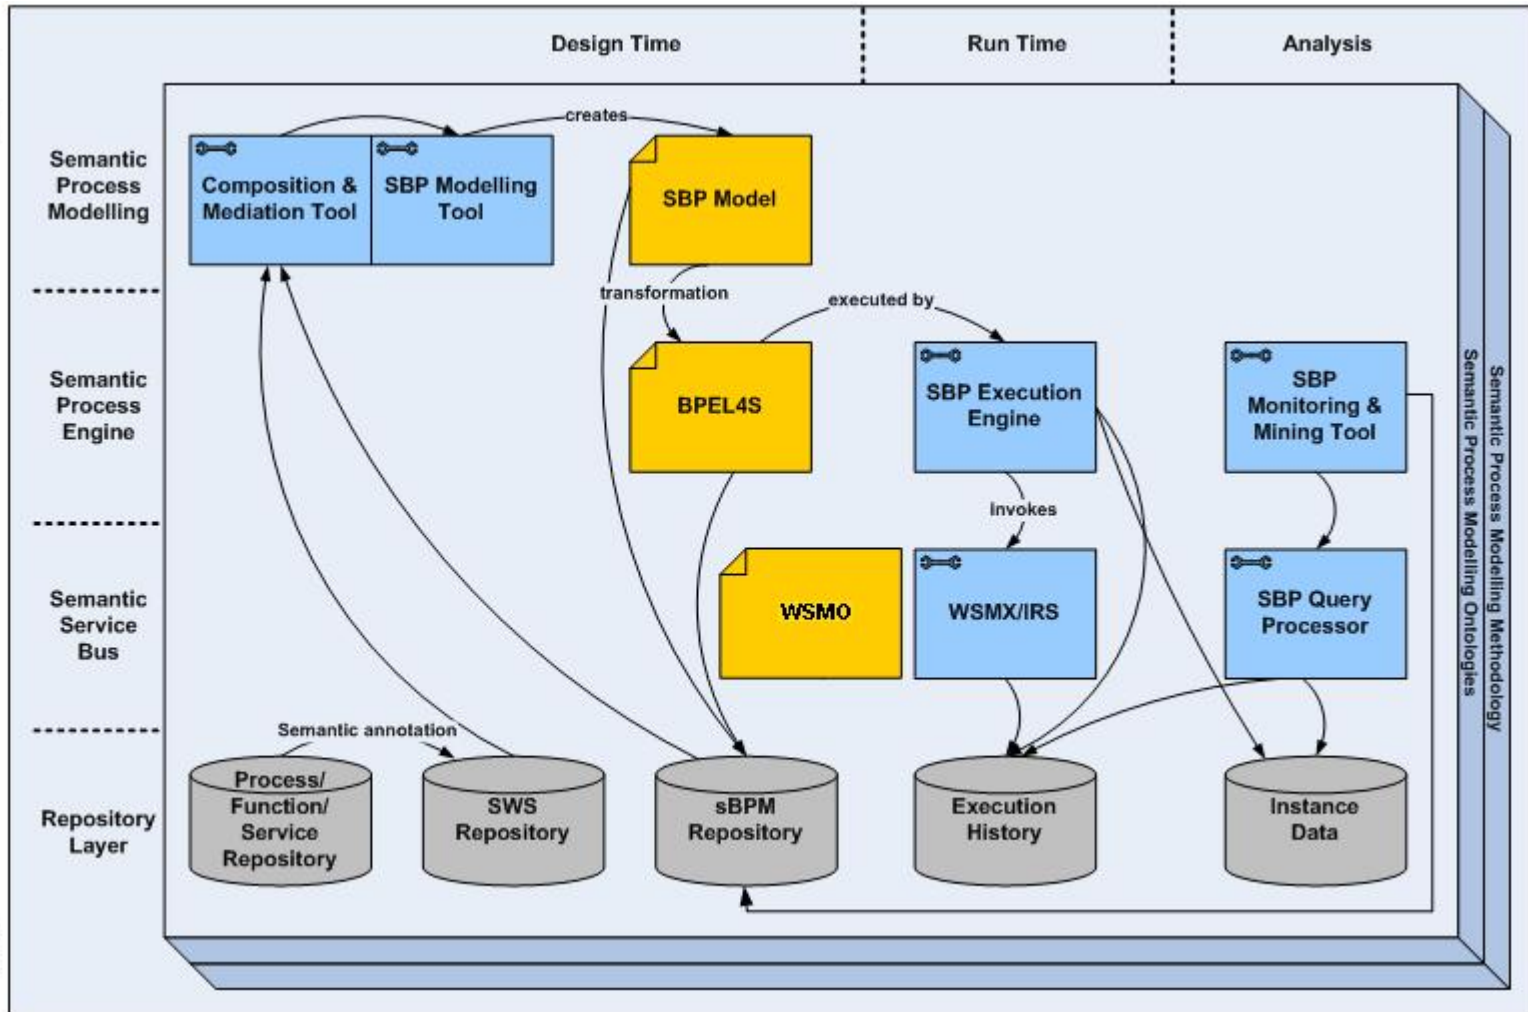 Design Time
Run Time
Analysis
creates
Semantic
Process
Modelling
Composition &
Mediation Tool
SBP Modelling
Tool
SBP Model
transformation
executed by
Semantic
Process
Engine
BPEL4S
SBP Execution
Engine
SBP
Monitoring &
Mining Tool
invokes
Semantic
Service
Bus
WSMO
WSMX/IRS
SBP Query
Processor
Semantic annotation
Repository
Layer
Process/
Function/
Service
Repository
SWS
Repository
sBPM
Repository
Execution
History
Instance
Data
Semantic Process Modelling Ontologies
Semantic Process Modelling Methodology